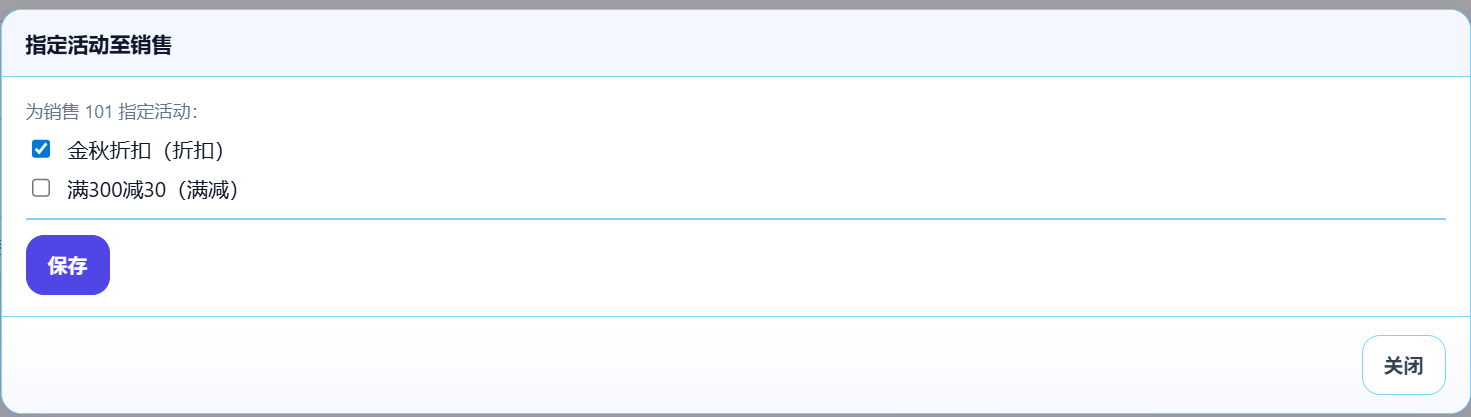 指定活动至销售
为销售 101 指定活动：
金秋折扣（折扣）
满300减30（满减）
保存
关闭